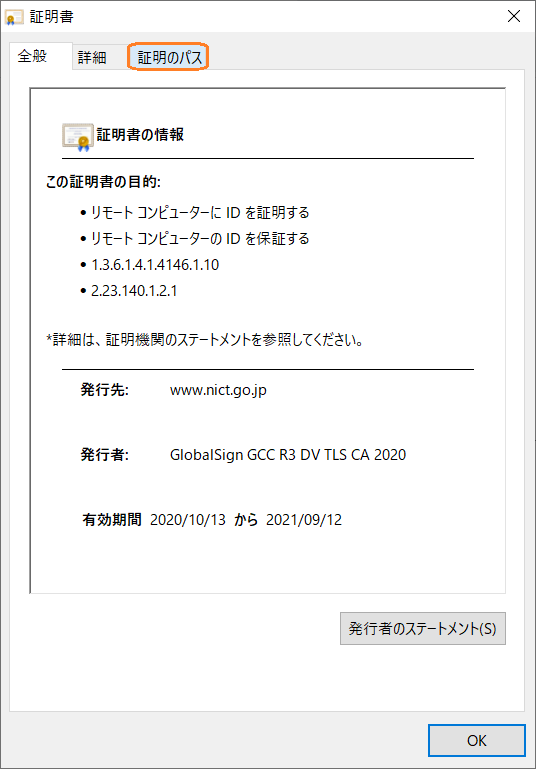 証明書
全般 詳細 証明のパス
証明書の情報
この証明書の目的:
• リモート コンピューターに ID を証明する
• リモート コンピューターの ID を保証する
• 1.3.6.1.4.1.4146.1.10
• 2.23.140.1.2.1
*詳細は、証明機関のステートメントを参照してください。
発行先: www.nict.go.jp
発行者: GlobalSign GCC R3 DV TLS CA 2020
有効期間 2020/10/13 から 2021/09/12
発行者のステートメント(S)
OK